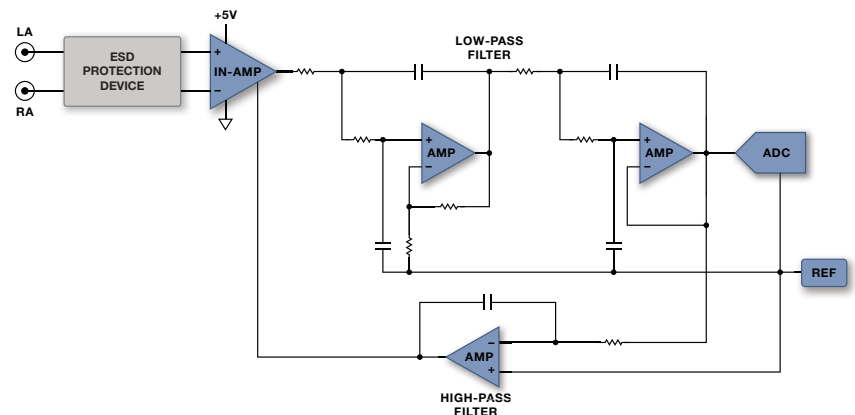 +5V
LA
ESD
PROTECTION
DEVICE
RA
+
IN-AMP
−
LOW-PASS
FILTER
+
AMP
−
+
AMP
−
ADC
REF
−
AMP
+
HIGH-PASS
FILTER